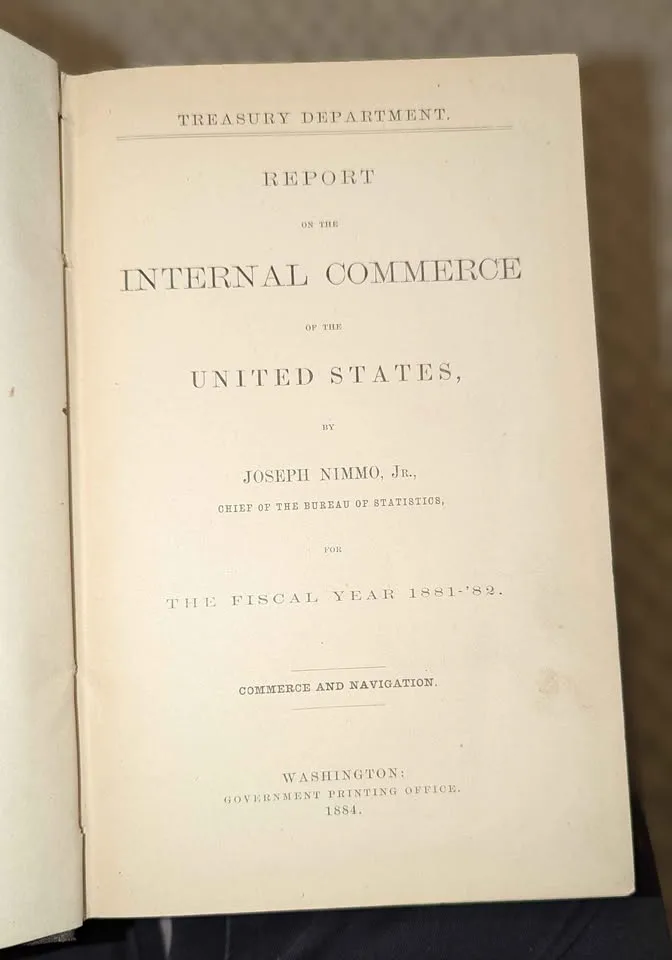 TREASURY DEPARTMENT.
REPORT
ON THE
INTERNAL COMMERCE
OF THE
UNITED STATES,
BY
JOSEPH NIMMO, JR.,
CHIEF OF THE BUREAU OF STATISTICS,
FOR
THE FISCAL YEAR 1881-'82.
COMMERCE AND NAVIGATION.
WASHINGTON:
GOVERNMENT PRINTING OFFICE.
1884.